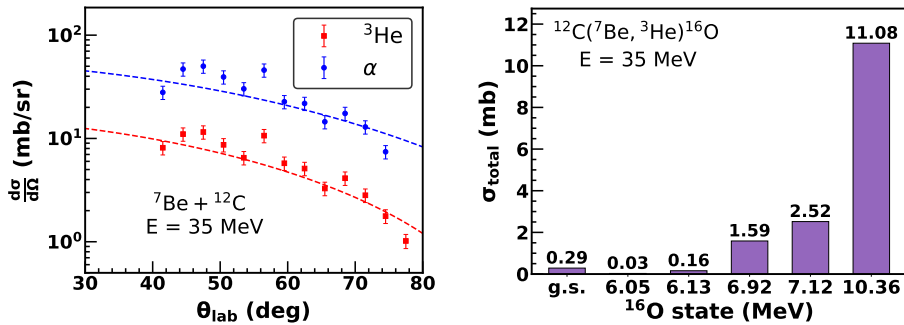 10²
10¹
10⁰
dσ/dΩ (mb/sr)
³He
α
⁷Be + ¹²C
E = 35 MeV
30 40 50 60 70 80
θ_lab (deg)
12
10
8
6
4
2
0
σ_total (mb)
¹²C(⁷Be, ³He)¹⁶O
E = 35 MeV
0.29 0.03 0.16 1.59 2.52 11.08
g.s. 6.05 6.13 6.92 7.12 10.36
¹⁶O state (MeV)